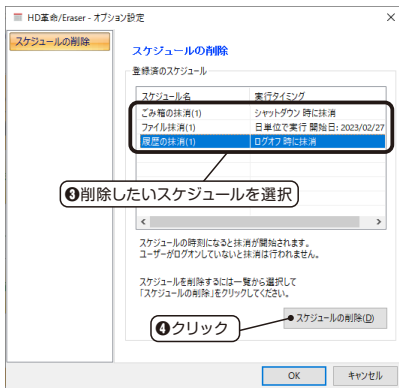 HD革命/Eraser - オプション設定
スケジュールの削除
スケジュールの削除
登録済のスケジュール
スケジュール名 実行タイミング
ごみ箱の抹消(1) シャットダウン 時に抹消
ファイル抹消(1) 日単位で実行 開始日: 2023/02/27
履歴の抹消(1) ログオフ 時に抹消
❸削除したいスケジュールを選択
スケジュールの時刻になると抹消が開始されます。
ユーザーがログオンしていないと抹消は行われません。
スケジュールを削除するには一覧から選択して
「スケジュールの削除」をクリックしてください。
スケジュールの削除(D)
❹クリック
OK キャンセル